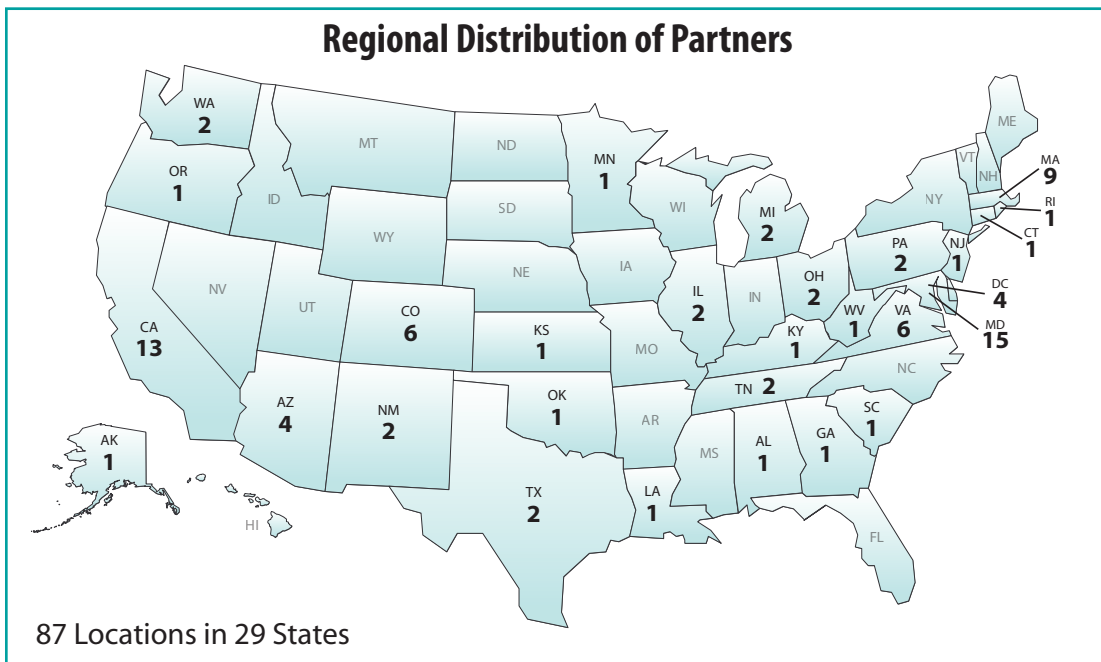 Regional Distribution of Partners
WA
2
OR
1
CA
13
AK
1
HI
ID
NV
MT
WY
UT
AZ
4
CO
6
NM
2
ND
SD
NE
KS
1
OK
1
TX
2
MN
1
IA
MO
AR
LA
1
WI
IL
2
MI
2
IN
OH
2
KY
1
TN 2
MS
AL
1
GA
1
FL
SC
1
NC
WV
1
VA
6
PA
2
NY
NJ
1
VT
NH
ME
MA
9
RI
1
CT
1
DC
4
MD
15
87 Locations in 29 States